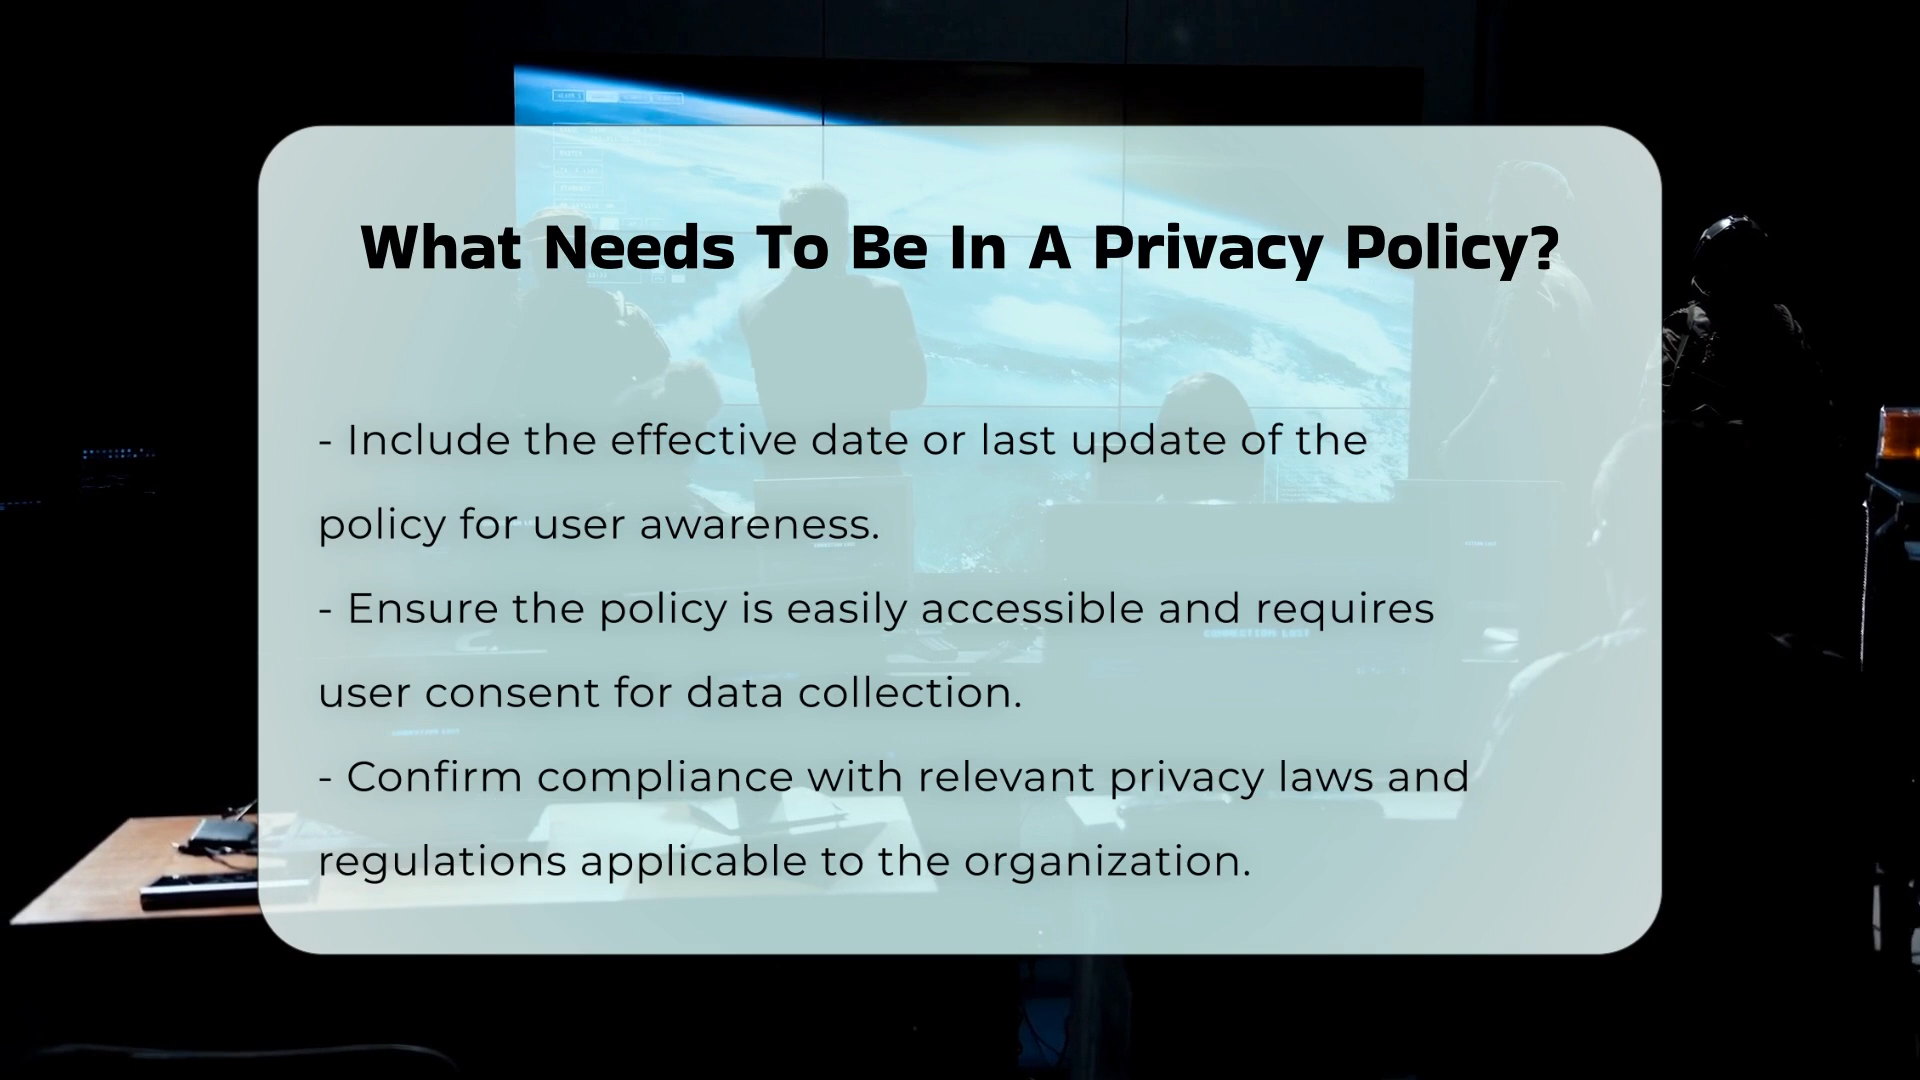 What Needs To Be In A Privacy Policy?
- Include the effective date or last update of the
policy for user awareness.
- Ensure the policy is easily accessible and requires
user consent for data collection.
CONNECTION LOST
- Confirm compliance with relevant privacy laws and
regulations applicable to the organization.